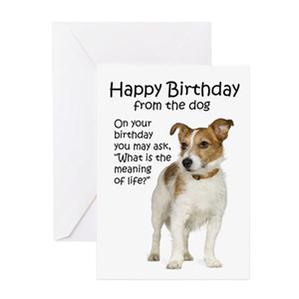 Happy Birthday
from the dog
On your
birthday
you may ask,
"What is the
meaning
of life?"